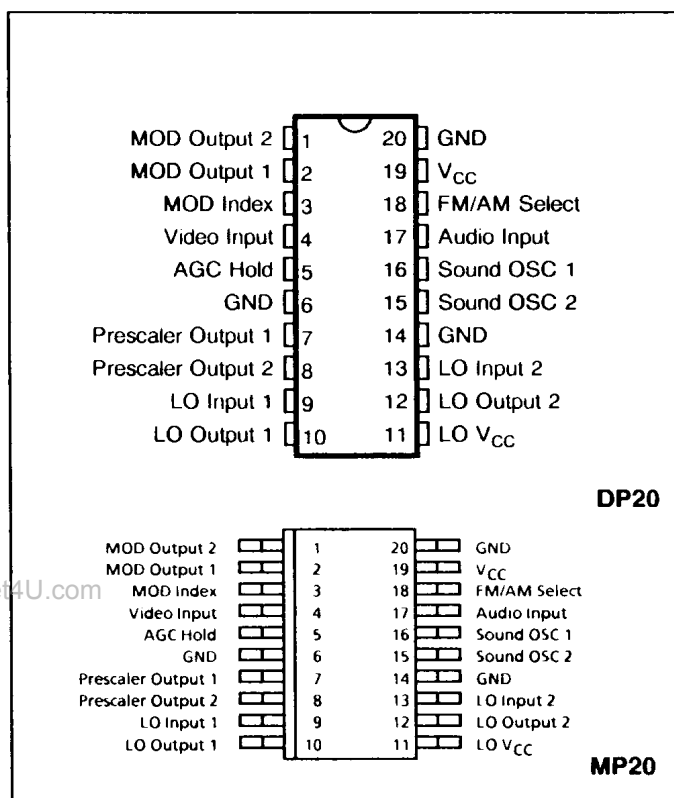 MOD Output 2 1 20 GND
MOD Output 1 2 19 VCC
MOD Index 3 18 FM/AM Select
Video Input 4 17 Audio Input
AGC Hold 5 16 Sound OSC 1
GND 6 15 Sound OSC 2
Prescaler Output 1 7 14 GND
Prescaler Output 2 8 13 LO Input 2
LO Input 1 9 12 LO Output 2
LO Output 1 10 11 LO VCC
DP20
MOD Output 2 1 20 GND
MOD Output 1 2 19 VCC
et4U.com MOD Index 3 18 FM/AM Select
Video Input 4 17 Audio Input
AGC Hold 5 16 Sound OSC 1
GND 6 15 Sound OSC 2
Prescaler Output 1 7 14 GND
Prescaler Output 2 8 13 LO Input 2
LO Input 1 9 12 LO Output 2
LO Output 1 10 11 LO VCC
MP20